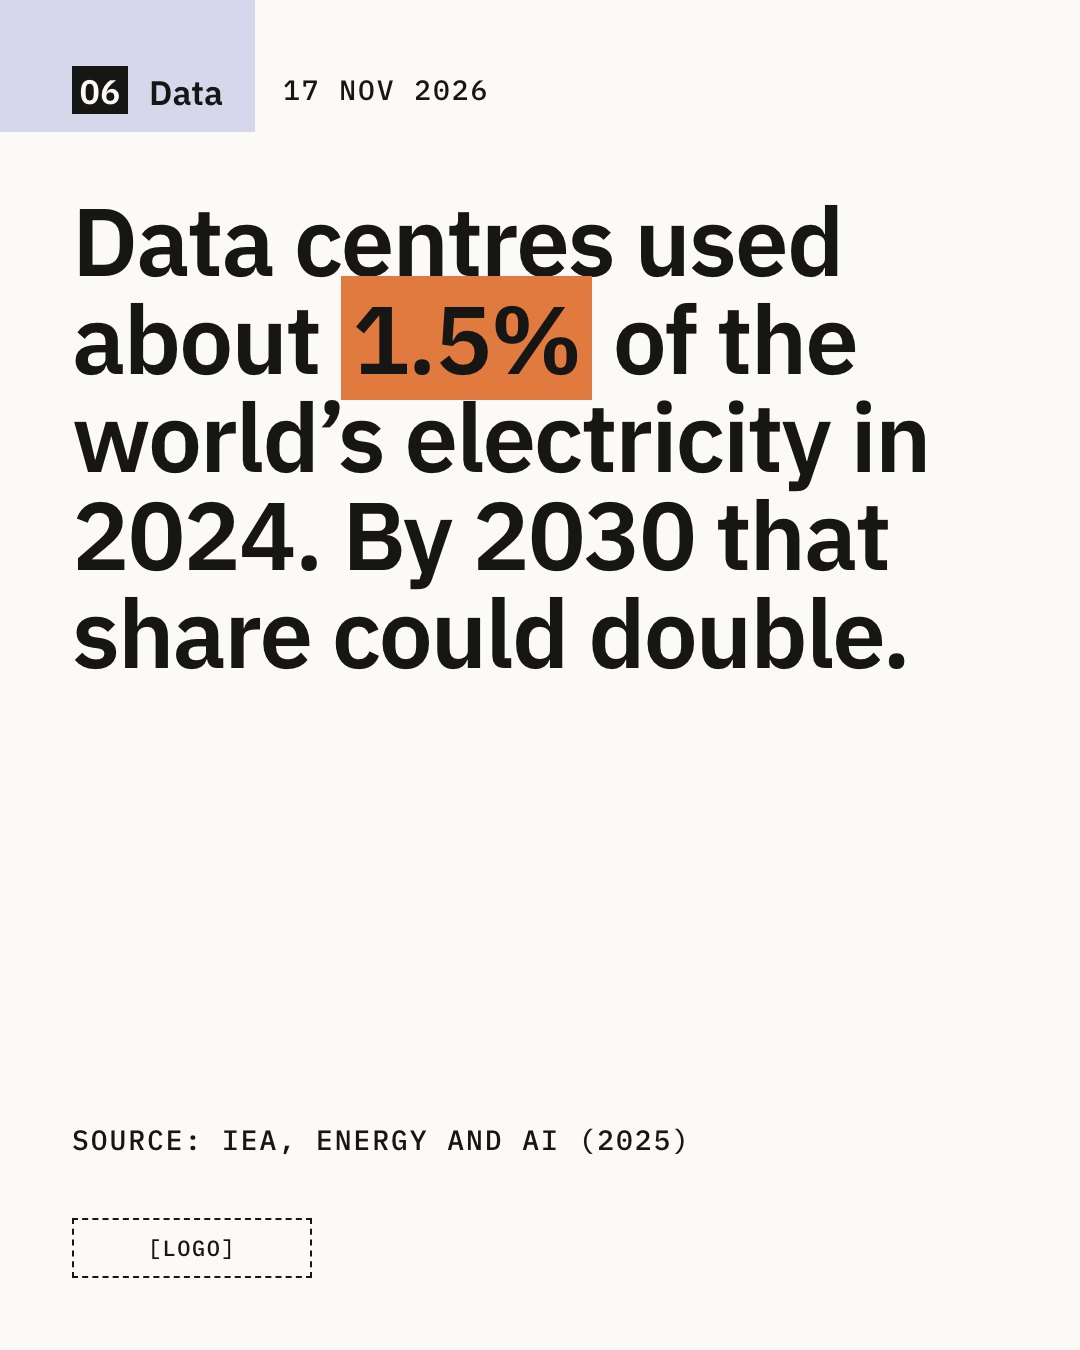 06 Data 17 NOV 2026
Data centres used
about 1.5% of the
world’s electricity in
2024. By 2030 that
share could double.
SOURCE: IEA, ENERGY AND AI (2025)
[LOGO]